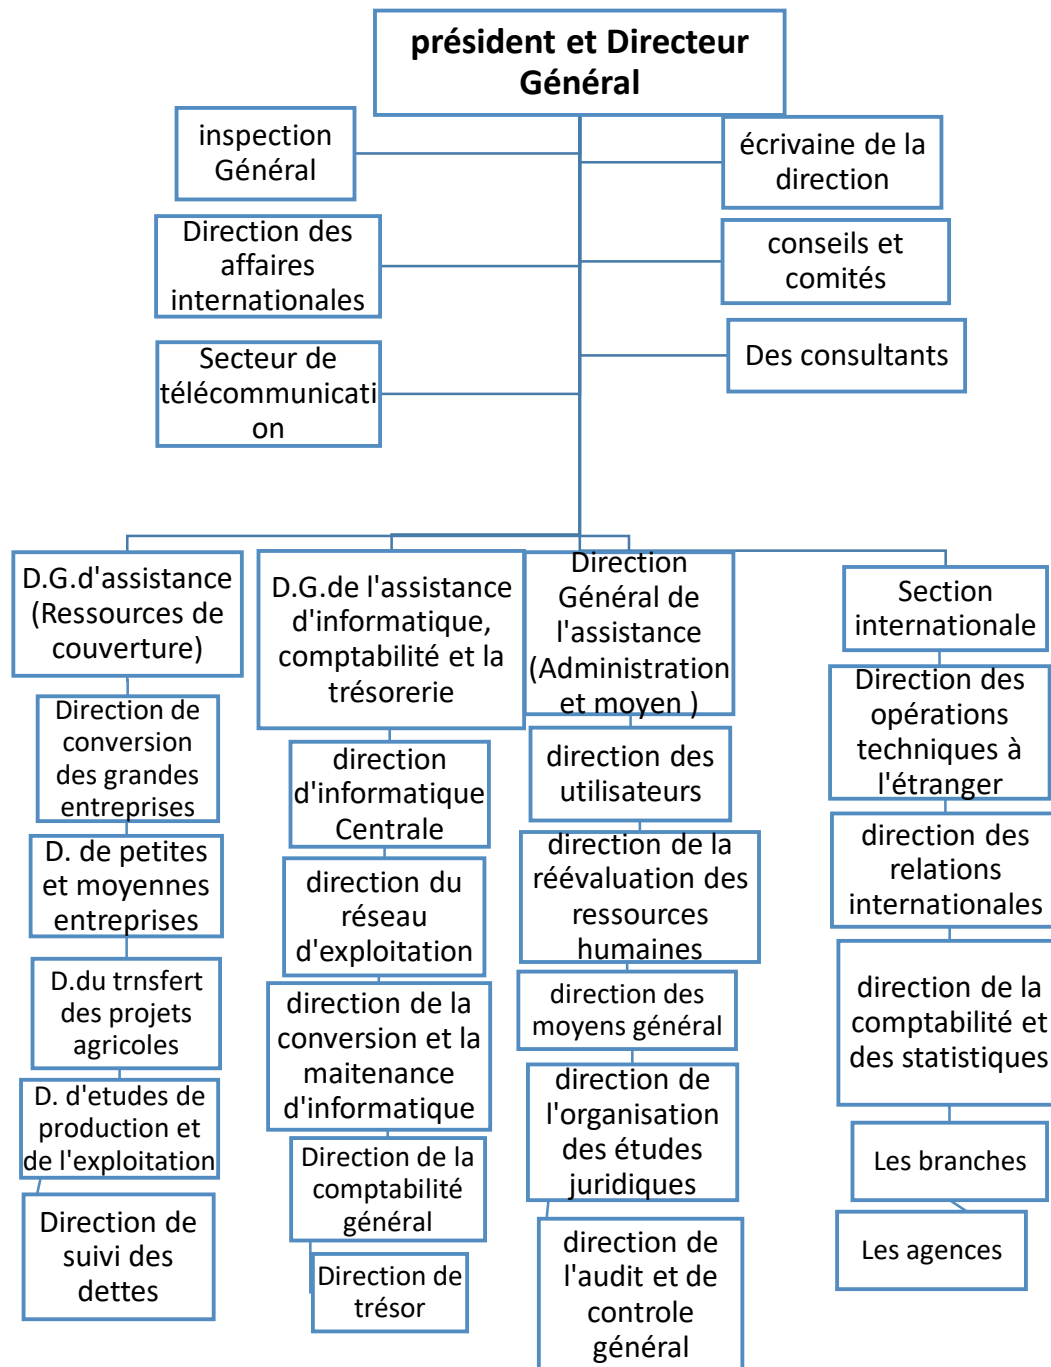 président et Directeur
Général
inspection
Général
écrivaine de la
direction
Direction des
affaires
internationales
conseils et
comités
Secteur de
télécommunicati
on
Des consultants
D.G.d'assistance
(Ressources de
couverture)
Direction de
conversion
des grandes
entreprises
D. de petites
et moyennes
entreprises
D.du trnsfert
des projets
agricoles
D. d'etudes de
production et
de l'exploitation
Direction de
suivi des
dettes
D.G.de l'assistance
d'informatique,
comptabilité et la
trésorerie
direction
d'informatique
Centrale
direction du
réseau
d'exploitation
direction de la
conversion et la
maitenance
d'informatique
Direction de la
comptabilité
général
Direction de
trésor
Direction
Général de
l'assistance
(Administration
et moyen )
direction des
utilisateurs
direction de la
réévaluation des
ressources
humaines
direction des
moyens général
direction de
l'organisation
des études
juridiques
direction de
l'audit et de
controle
général
Section
internationale
Direction des
opérations
techniques à
l'étranger
direction des
relations
internationales
direction de la
comptabilité et
des statistiques
Les branches
Les agences